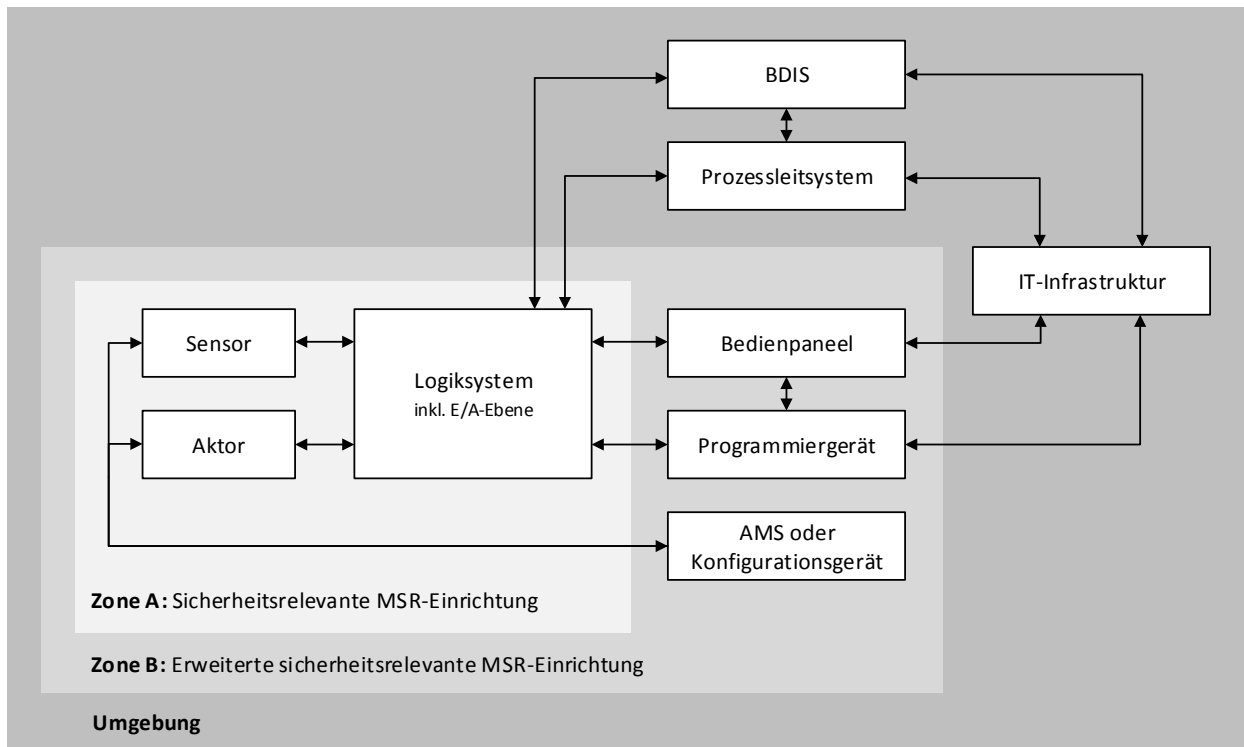 BDIS
Prozessleitsystem
IT-Infrastruktur
Sensor
Logiksystem
inkl. E/A-Ebene
Bedienpaneel
Aktor
Programmiergerät
AMS oder
Konfigurationsgerät
Zone A: Sicherheitsrelevante MSR-Einrichtung
Zone B: Erweiterte sicherheitsrelevante MSR-Einrichtung
Umgebung